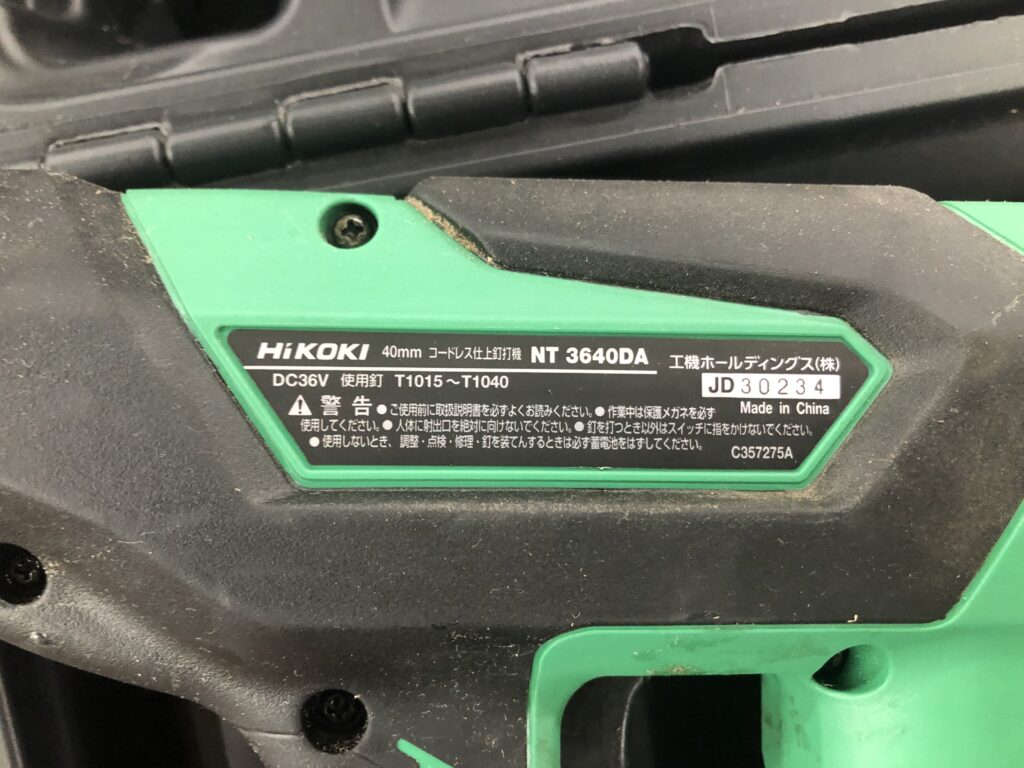 HiKOKI 40mm コードレス仕上釘打機 NT 3640DA 工機ホールディングス(株)
DC36V 使用釘 T1015～T1040 JD 30234
Made in China
警告 ●ご使用前に取扱説明書を必ずよくお読みください。●作業中は保護メガネを必ず
使用してください。●人体に射出口を絶対に向けないでください。●釘を打つとき以外はスイッチに指をかけないでください。
●使用しないとき、調整・点検・修理・釘を装てんするときは必ず蓄電池をはずしてください。
C357275A